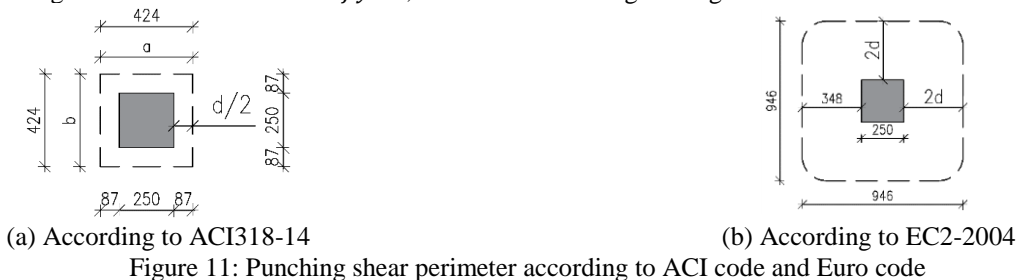 424
a
424
b
d/2
87
250
87
87 250 87
(a) According to ACI318-14
2d
946
348
2d
250
946
(b) According to EC2-2004
Figure 11: Punching shear perimeter according to ACI code and Euro code